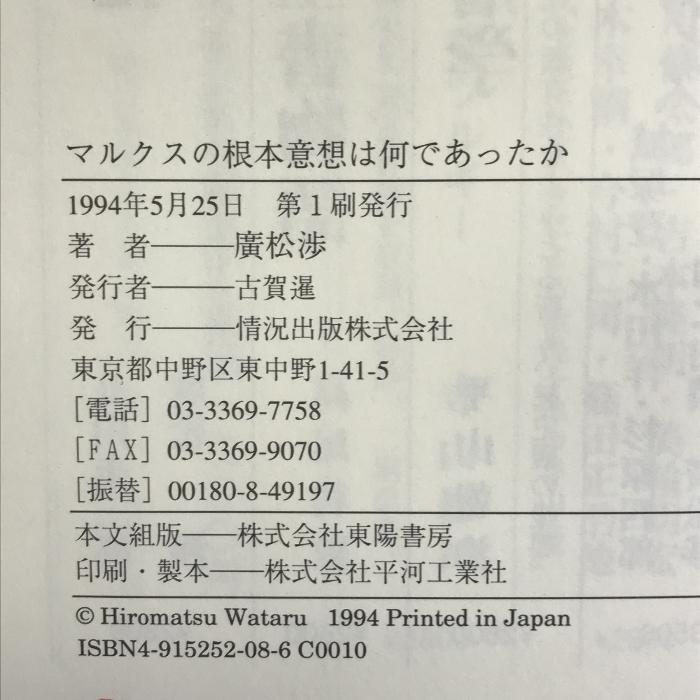 マルクスの根本意想は何であったか
1994年5月25日　第１刷発行
著　者───廣松渉
発行者───古賀暹
発　行───情況出版株式会社
東京都中野区東中野1-41-5
［電話］03-3369-7758
［FAX］03-3369-9070
［振替］00180-8-49197
本文組版──株式会社東陽書房
印刷・製本──株式会社平河工業社
© Hiromatsu Wataru　1994 Printed in Japan
ISBN4-915252-08-6 C0010